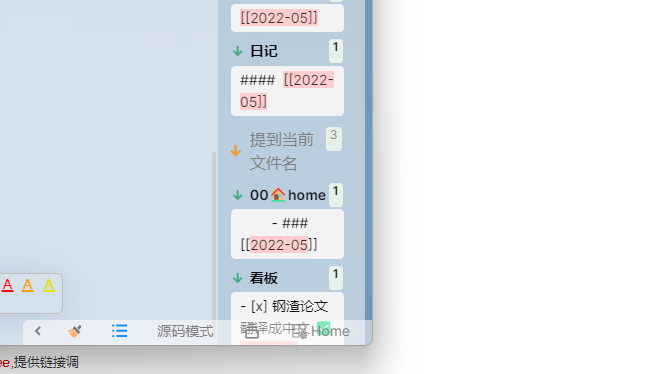 [[2022-05]]
日记 1
#### [[2022-
05]]
提到当前 3
文件名
00🏠home 1
- ###
[[2022-05]]
看板 1
- [x] 钢渣论文
翻译成中文 ✅
A A A
源码模式 Home
ee,提供链接调